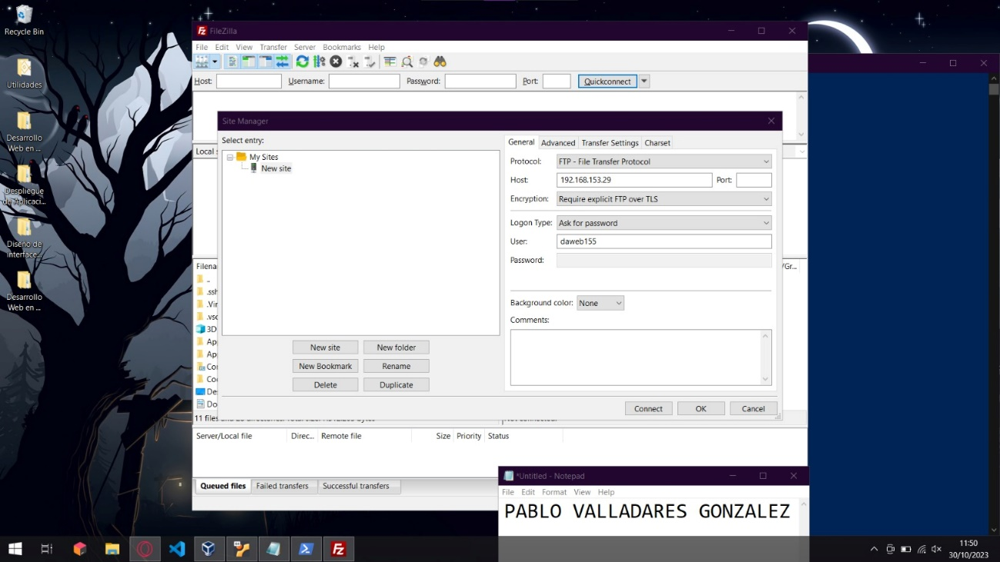 Recycle Bin
Utilidades
Desarrollo
Web en ...
Despliegue
de Aplicaci...
Diseño de
interface...
Desarrollo
Web en ...
FileZilla
File Edit View Transfer Server Bookmarks Help
Host: Username: Password: Port: Quickconnect
Site Manager
Select entry:
My Sites
New site
New site New folder
New Bookmark Rename
Delete Duplicate
General Advanced Transfer Settings Charset
Protocol: FTP - File Transfer Protocol
Host: 192.168.153.29 Port:
Encryption: Require explicit FTP over TLS
Logon Type: Ask for password
User: daweb155
Password:
Background color: None
Comments:
Connect OK Cancel
Local
Filena
/Gr...
..
.ssh
.Vir
.vsc
3D
Ap
Ap
Co
De
Do
11 files
Server/Local file Direc... Remote file Size Priority Status
Queued files Failed transfers Successful transfers
*Untitled - Notepad
File Edit Format View Help
PABLO VALLADARES GONZALEZ
11:50
30/10/2023